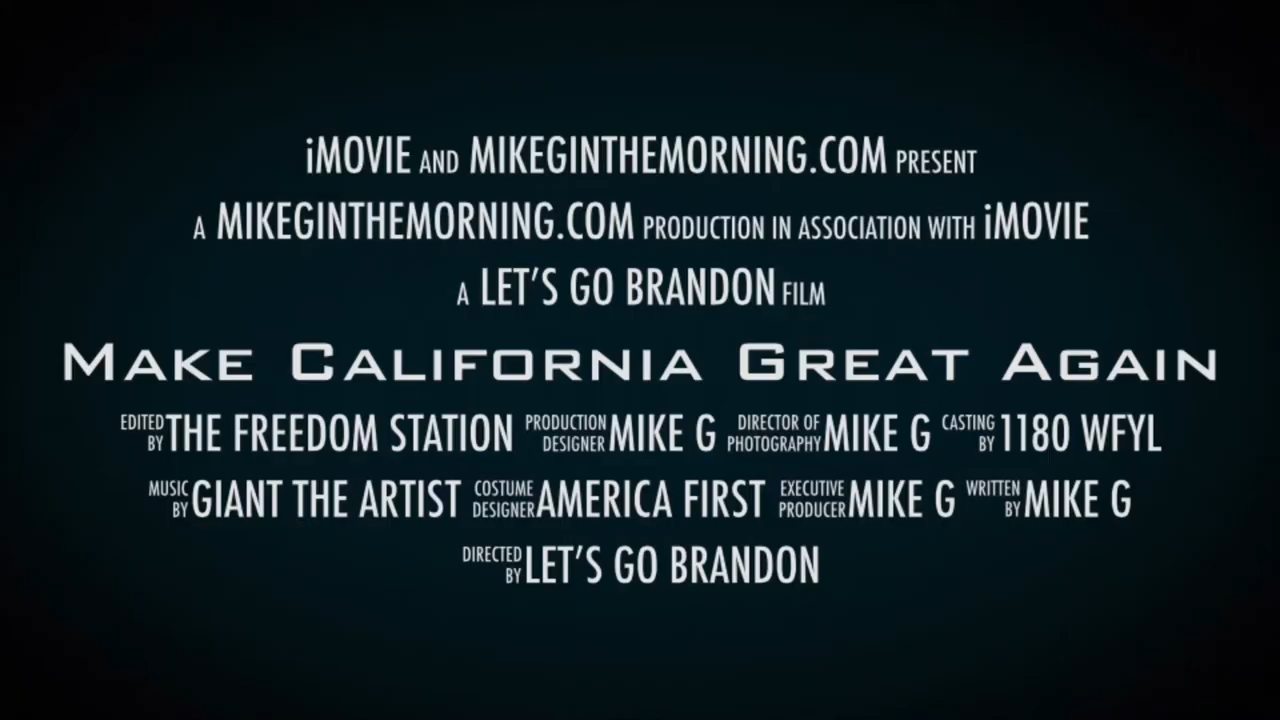 iMOVIE AND MIKEGINTHEMORNING.COM PRESENT
A MIKEGINTHEMORNING.COM PRODUCTION IN ASSOCIATION WITH iMOVIE
A LET'S GO BRANDON FILM
MAKE CALIFORNIA GREAT AGAIN
EDITED BY THE FREEDOM STATION PRODUCTION DESIGNER MIKE G DIRECTOR OF PHOTOGRAPHY MIKE G CASTING BY 1180 WFYL
MUSIC BY GIANT THE ARTIST COSTUME DESIGNER AMERICA FIRST EXECUTIVE PRODUCER MIKE G WRITTEN BY MIKE G
DIRECTED BY LET'S GO BRANDON